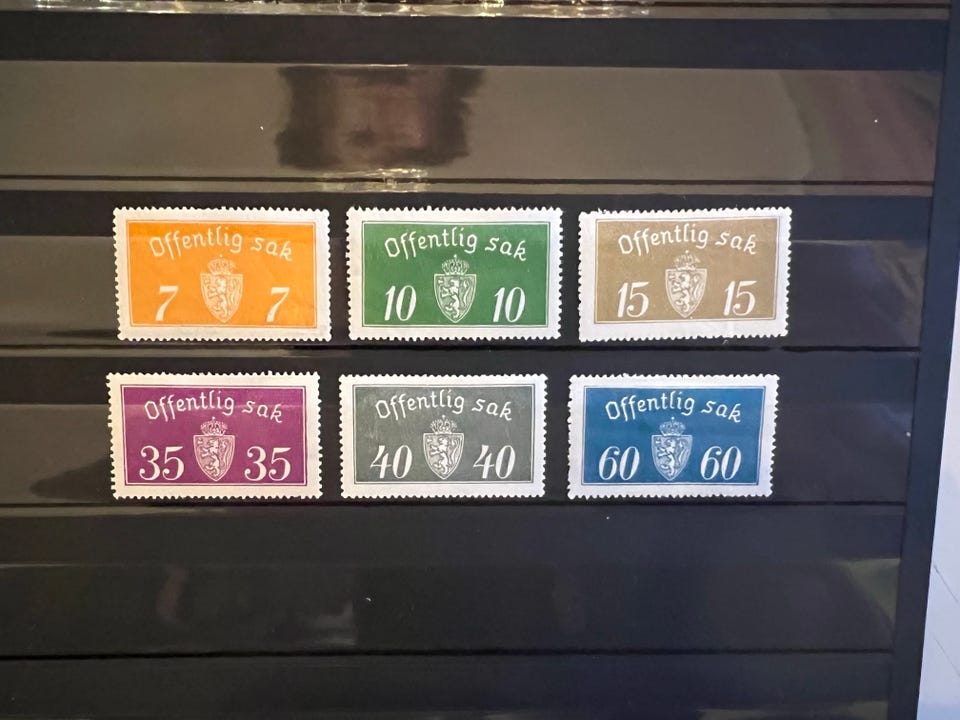 Offentlig sak
7 7
Offentlig sak
10 10
Offentlig sak
15 15
Offentlig sak
35 35
Offentlig sak
40 40
Offentlig sak
60 60